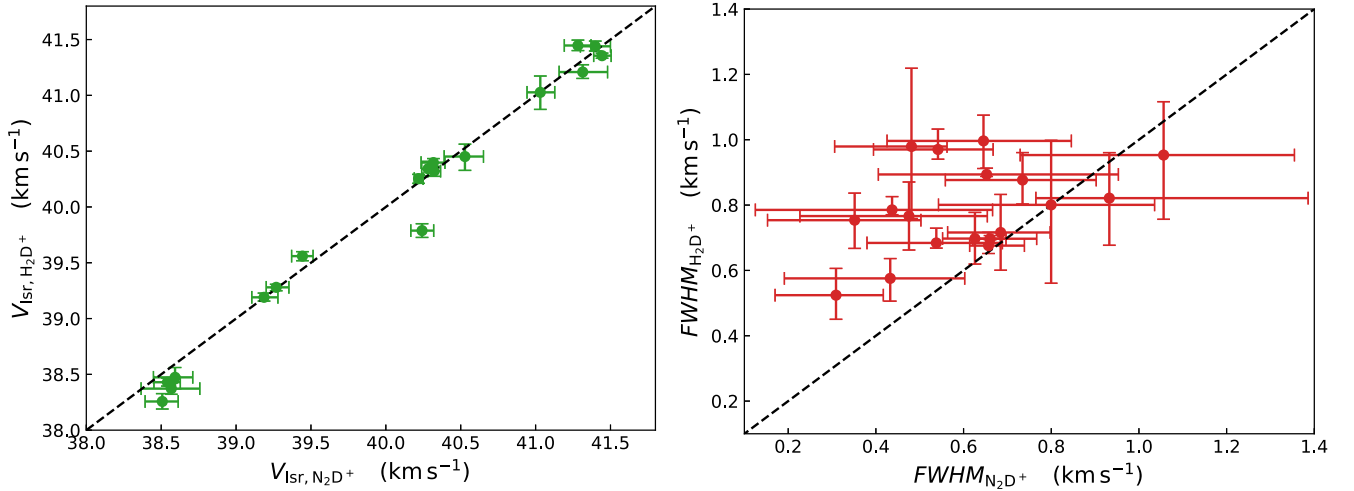 41.5
41.0
40.5
40.0
39.5
39.0
38.5
38.0
V_lsr, H₂D⁺ (km s⁻¹)
38.0 38.5 39.0 39.5 40.0 40.5 41.0 41.5
V_lsr, N₂D⁺ (km s⁻¹)
1.4
1.2
1.0
0.8
0.6
0.4
0.2
FWHM_H₂D⁺ (km s⁻¹)
0.2 0.4 0.6 0.8 1.0 1.2 1.4
FWHM_N₂D⁺ (km s⁻¹)